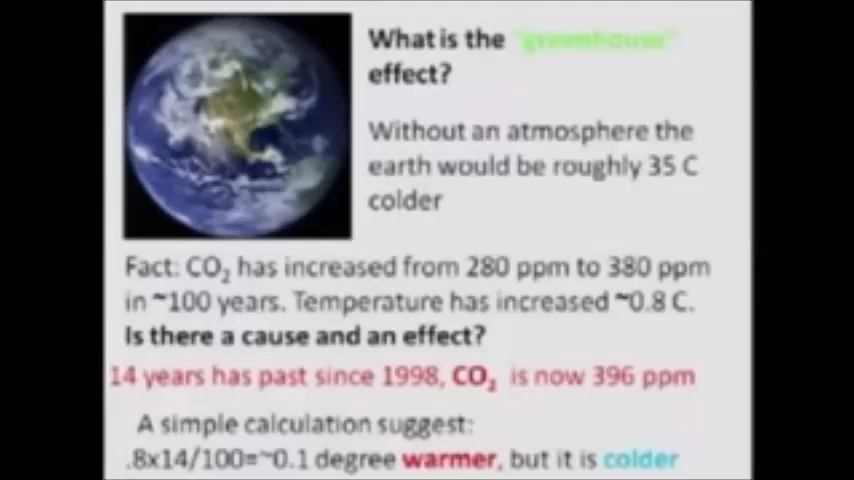 What is the "greenhouse"
effect?
Without an atmosphere the
earth would be roughly 35 C
colder
Fact: CO₂ has increased from 280 ppm to 380 ppm
in ~100 years. Temperature has increased ~0.8 C.
Is there a cause and an effect?
14 years has past since 1998, CO₂ is now 396 ppm
A simple calculation suggest:
.8x14/100=~0.1 degree warmer, but it is colder